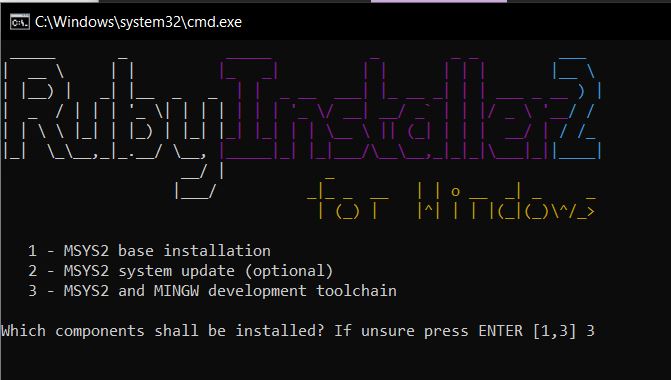 C:\Windows\system32\cmd.exe
RubyInstaller2
for Windows
1 - MSYS2 base installation
2 - MSYS2 system update (optional)
3 - MSYS2 and MINGW development toolchain
Which components shall be installed? If unsure press ENTER [1,3] 3